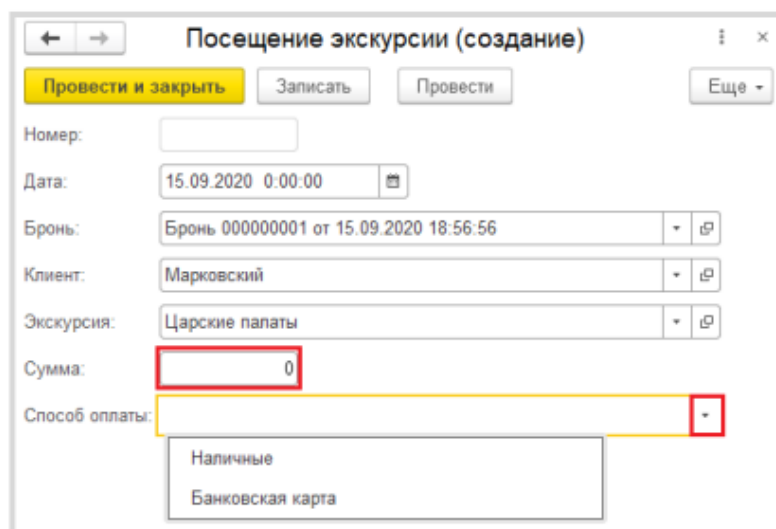 Посещение экскурсии (создание)
Провести и закрыть Записать Провести Еще
Номер:
Дата: 15.09.2020 0:00:00
Бронь: Бронь 000000001 от 15.09.2020 18:56:56
Клиент: Марковский
Экскурсия: Царские палаты
Сумма: 0
Способ оплаты:
Наличные
Банковская карта